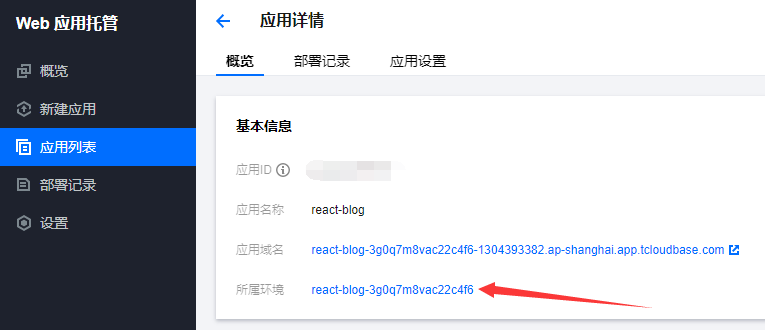 Web 应用托管
概览
新建应用
应用列表
部署记录
设置
应用详情
概览 部署记录 应用设置
基本信息
应用ID
应用名称 react-blog
应用域名 react-blog-3g0q7m8vac22c4f6-1304393382.ap-shanghai.app.tcloudbase.com
所属环境 react-blog-3g0q7m8vac22c4f6